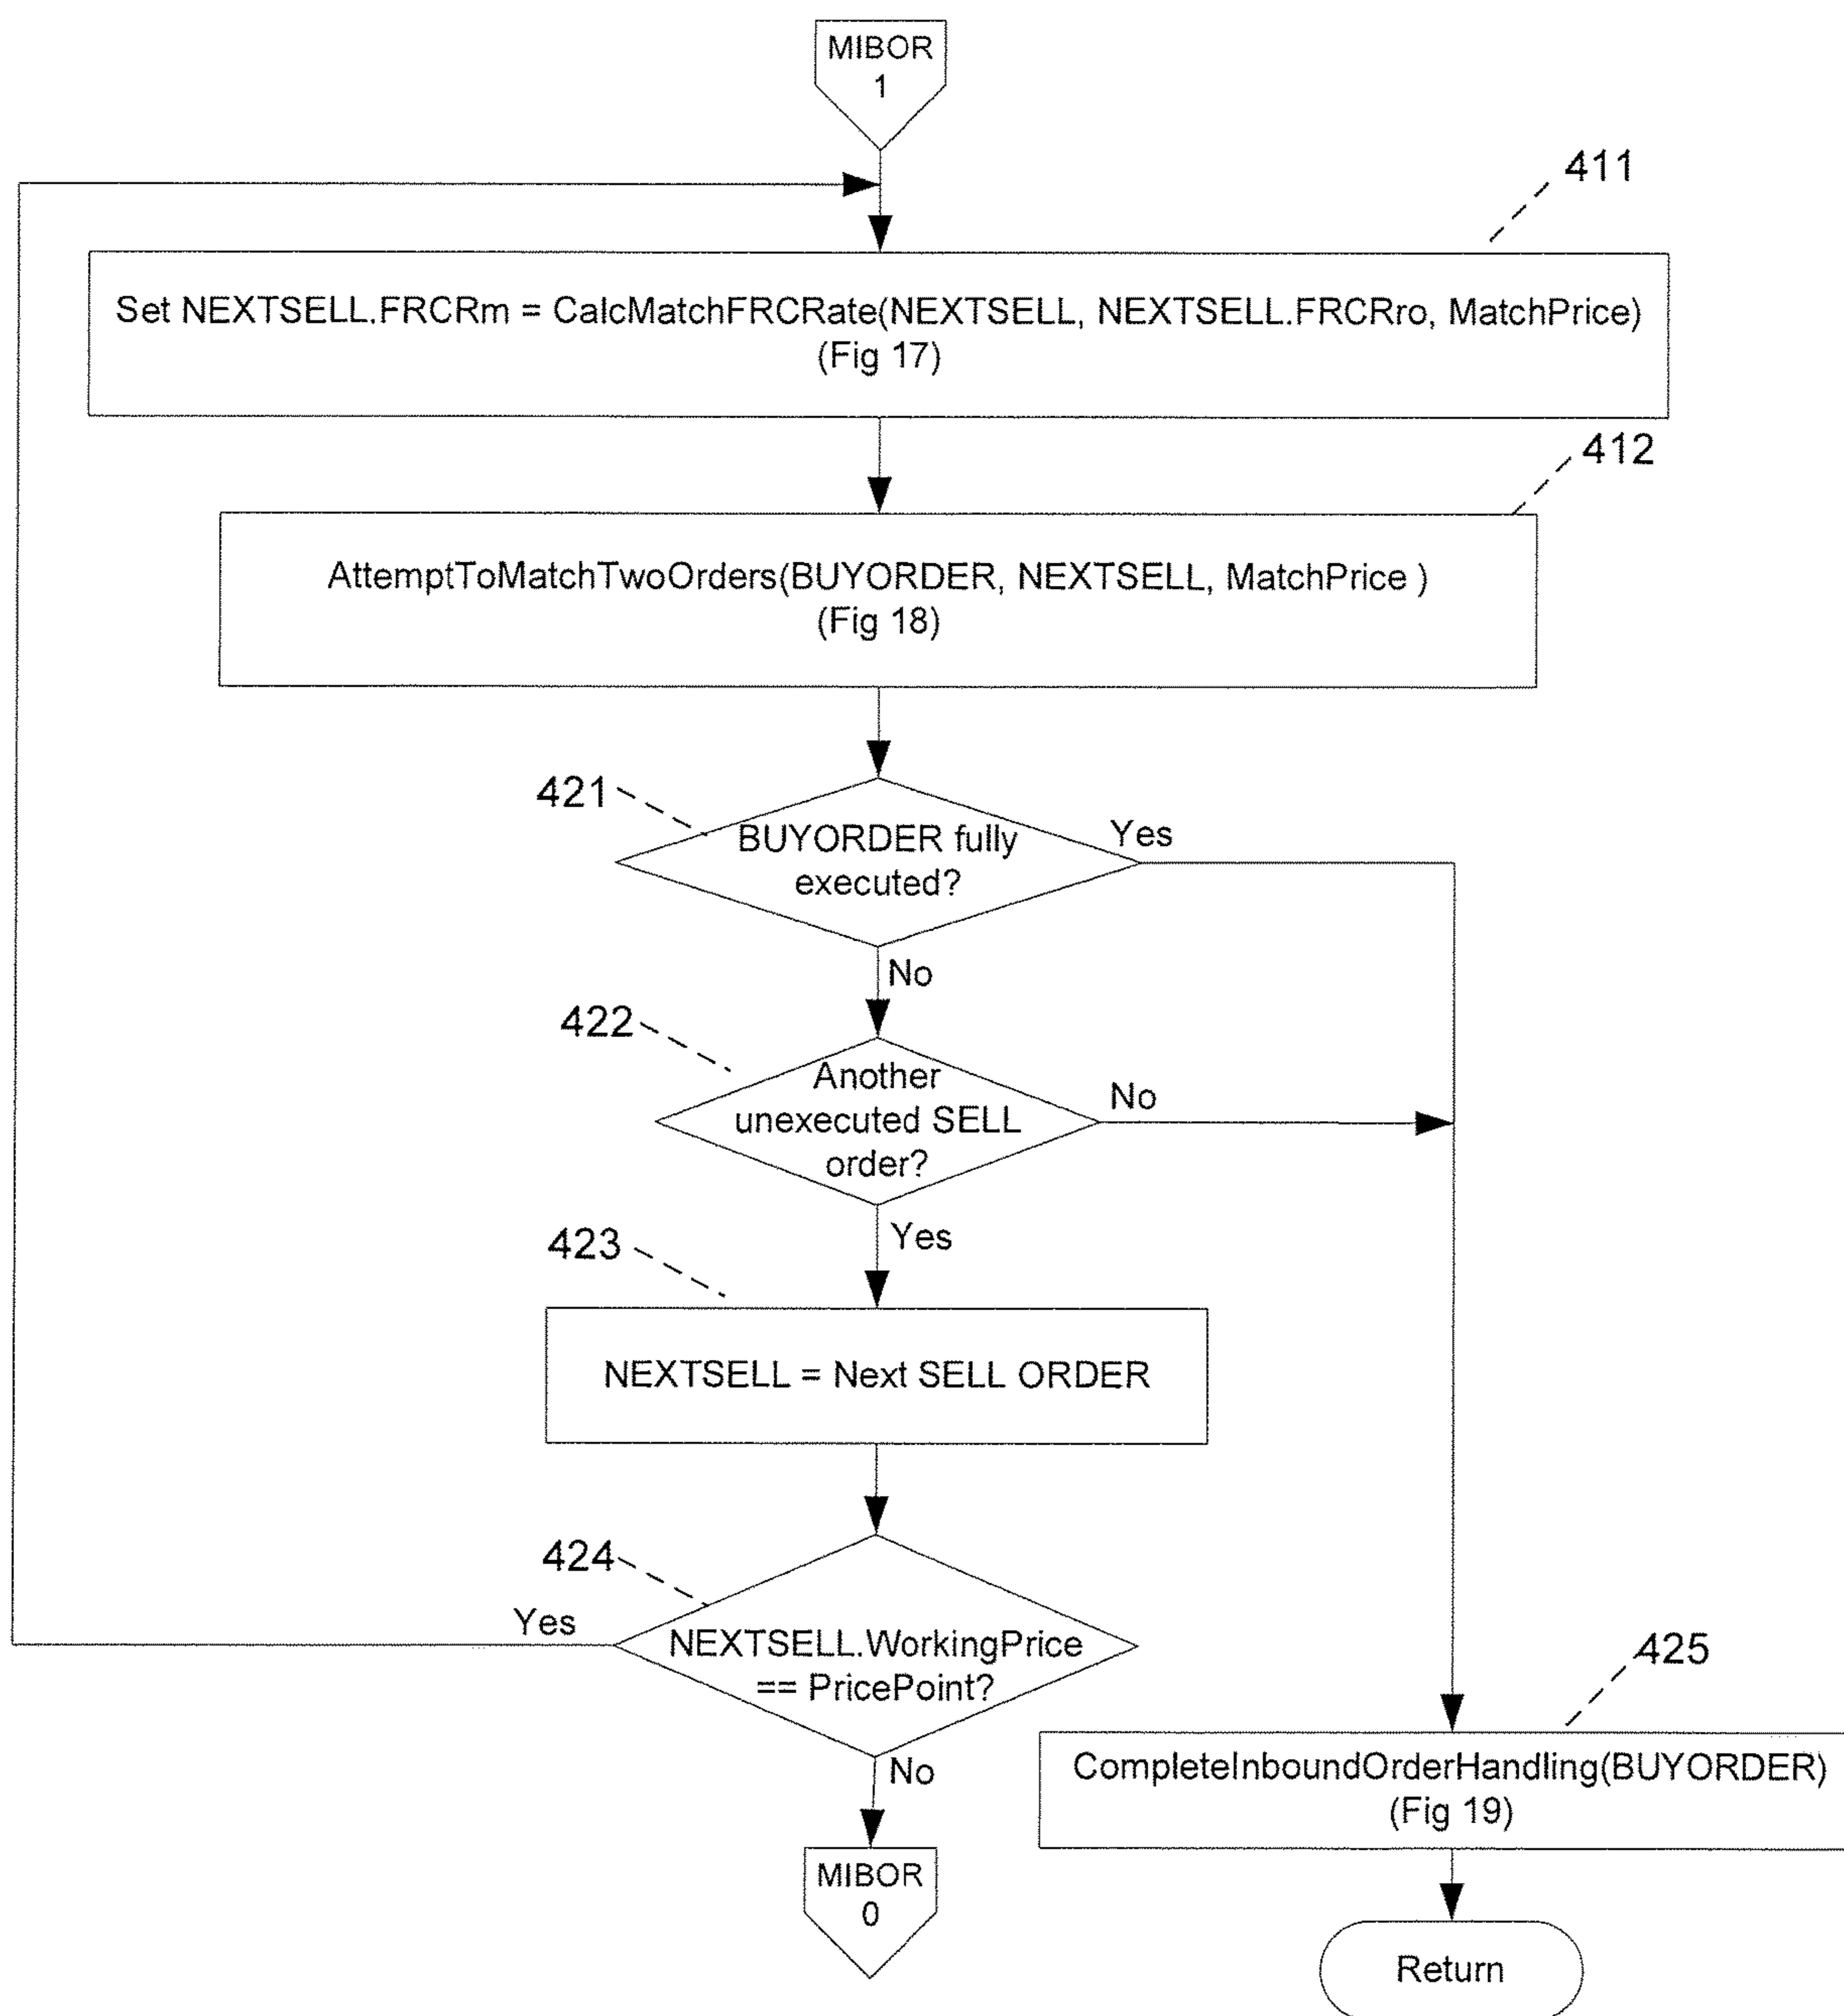 MIBOR
1
411
Set NEXTSELL.FRCRm = CalcMatchFRCRate(NEXTSELL, NEXTSELL.FRCRro, MatchPrice)
(Fig 17)
412
AttemptToMatchTwoOrders(BUYORDER, NEXTSELL, MatchPrice )
(Fig 18)
421
BUYORDER fully
executed?
Yes
No
422
Another
unexecuted SELL
order?
No
Yes
423
NEXTSELL = Next SELL ORDER
424
Yes
NEXTSELL.WorkingPrice
== PricePoint?
No
425
CompleteInboundOrderHandling(BUYORDER)
(Fig 19)
MIBOR
0
Return